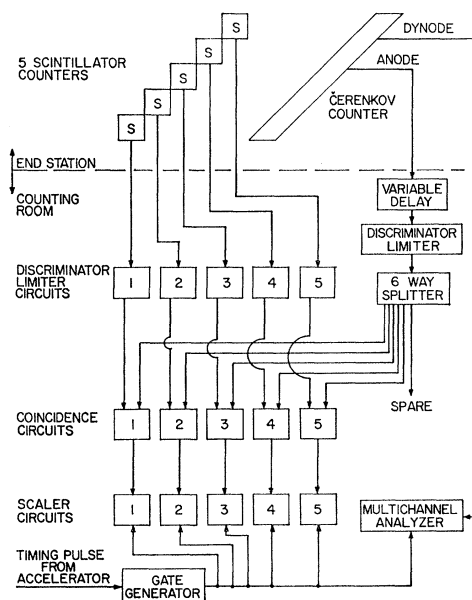 5 SCINTILLATOR
COUNTERS
S
S
S
S
S
DYNODE
ANODE
ČERENKOV
COUNTER
END STATION
COUNTING
ROOM
VARIABLE
DELAY
DISCRIMINATOR
LIMITER
DISCRIMINATOR
LIMITER
CIRCUITS
1 2 3 4 5
6 WAY
SPLITTER
SPARE
COINCIDENCE
CIRCUITS
1 2 3 4 5
SCALER
CIRCUITS
1 2 3 4 5
MULTICHANNEL
ANALYZER
TIMING PULSE
FROM
ACCELERATOR
GATE
GENERATOR